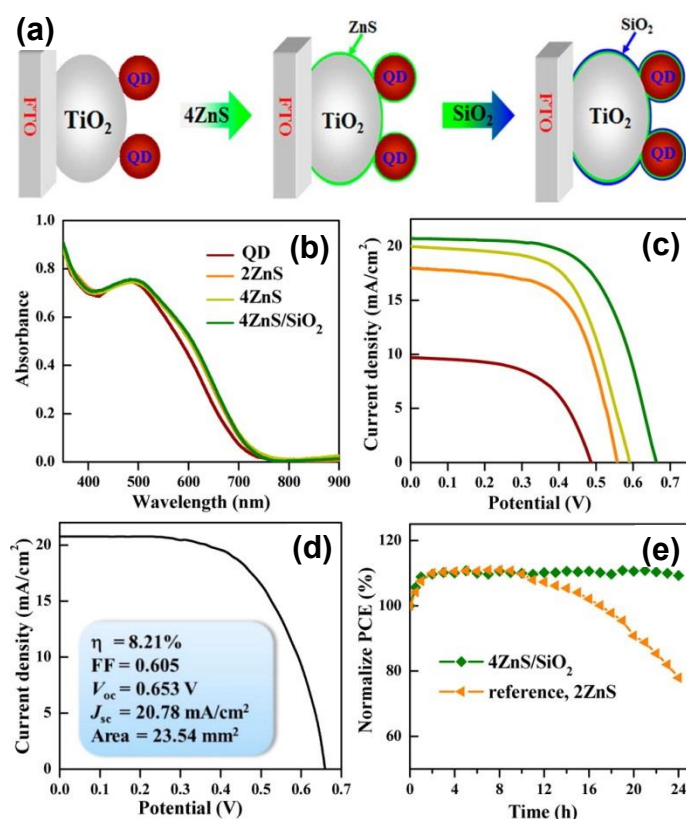 (a)
ZnS
SiO2
QD
QD
QD
FTO
TiO2
4ZnS
FTO
TiO2
SiO2
FTO
TiO2
QD
QD
QD
(b)
QD
2ZnS
4ZnS
4ZnS/SiO2
1.0
0.8
0.6
0.4
0.2
0.0
Absorbance
400 500 600 700 800 900
Wavelength (nm)
(c)
20
15
10
5
0
Current density (mA/cm2)
0.0 0.1 0.2 0.3 0.4 0.5 0.6 0.7
Potential (V)
(d)
20
15
10
5
0
Current density (mA/cm2)
η = 8.21%
FF = 0.605
Voc = 0.653 V
Jsc = 20.78 mA/cm2
Area = 23.54 mm2
0.0 0.1 0.2 0.3 0.4 0.5 0.6 0.7
Potential (V)
(e)
120
100
80
60
Normalize PCE (%)
4ZnS/SiO2
reference, 2ZnS
0 4 8 12 16 20 24
Time (h)